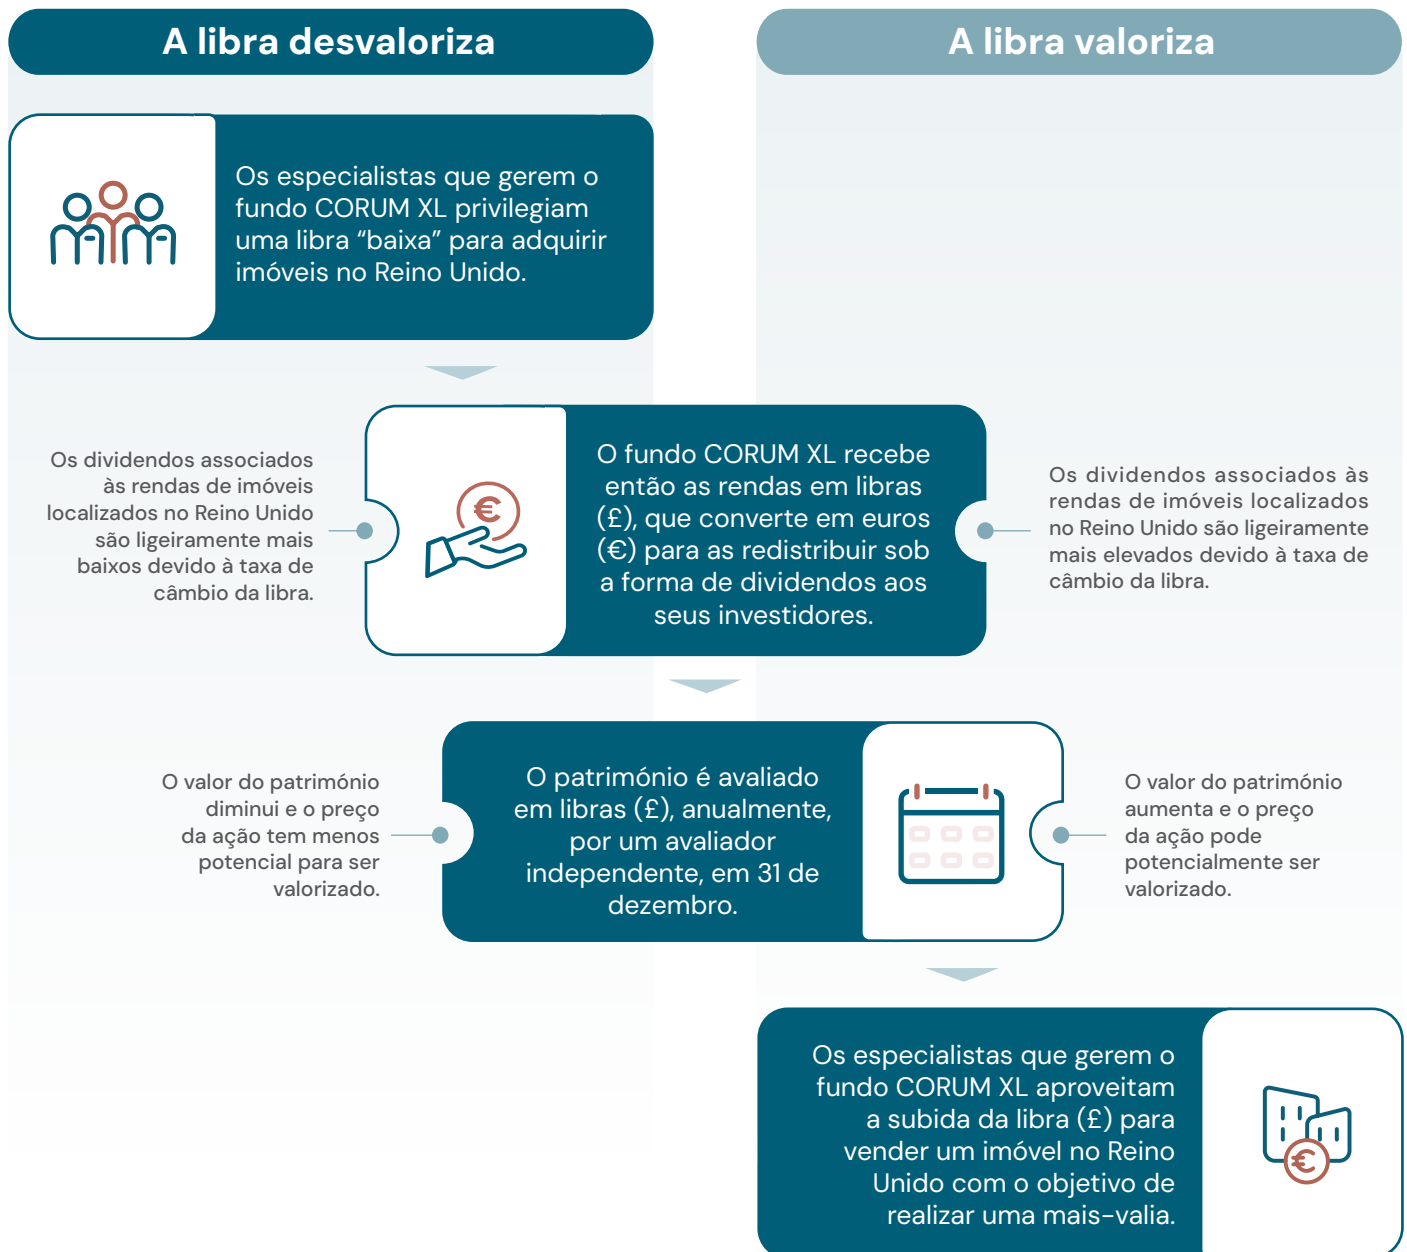 A libra desvaloriza
A libra valoriza
Os especialistas que gerem o
fundo CORUM XL privilegiam
uma libra “baixa” para adquirir
imóveis no Reino Unido.
Os dividendos associados
às rendas de imóveis
localizados no Reino Unido
são ligeiramente mais
baixos devido à taxa de
câmbio da libra.
€
O fundo CORUM XL recebe
então as rendas em libras
(£), que converte em euros
(€) para as redistribuir sob
a forma de dividendos aos
seus investidores.
Os dividendos associados às
rendas de imóveis localizados
no Reino Unido são ligeiramente
mais elevados devido à taxa de
câmbio da libra.
O valor do património
diminui e o preço
da ação tem menos
potencial para ser
valorizado.
O património é avaliado
em libras (£), anualmente,
por um avaliador
independente, em 31 de
dezembro.
O valor do património
aumenta e o preço
da ação pode
potencialmente ser
valorizado.
Os especialistas que gerem o
fundo CORUM XL aproveitam
a subida da libra (£) para
vender um imóvel no Reino
Unido com o objetivo de
realizar uma mais-valia.
€